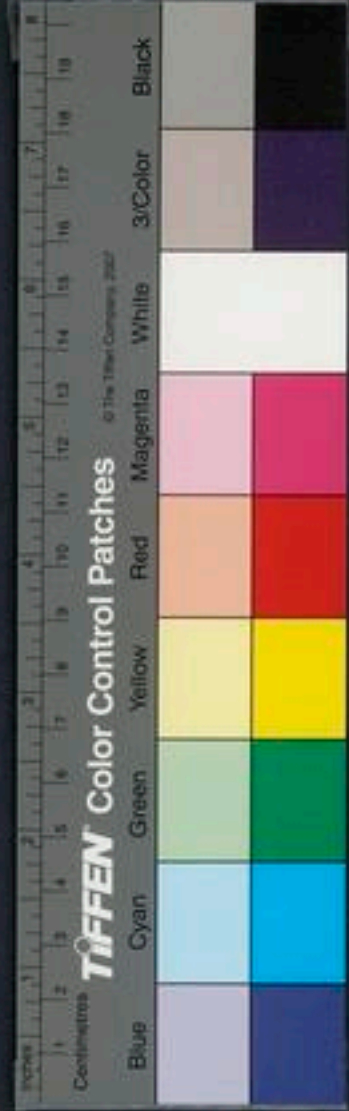 Inches 1 2 3 4 5 6 7 8
Centimetres 1 2 3 4 5 6 7 8 9 10 11 12 13 14 15 16 17 18 19
TIFFEN Color Control Patches © The Tiffen Company, 2007
Blue Cyan Green Yellow Red Magenta White 3/Color Black